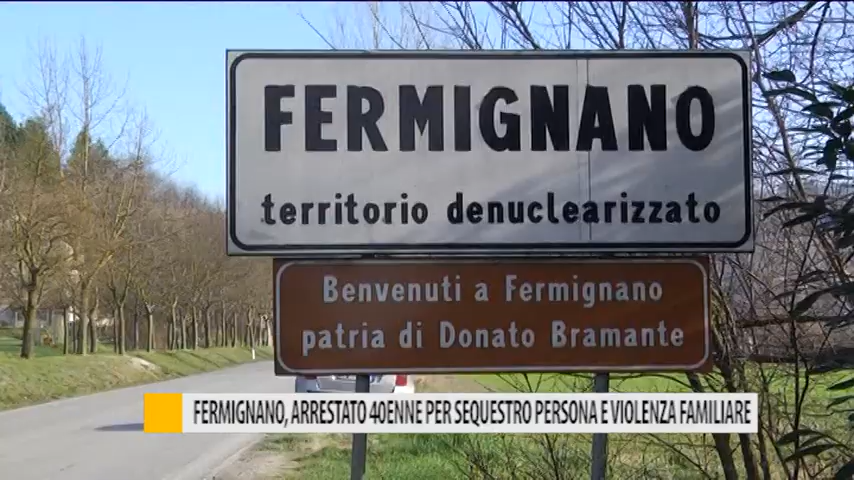 FERMIGNANO
territorio denuclearizzato
Benvenuti a Fermignano
patria di Donato Bramante
FERMIGNANO, ARRESTATO 40ENNE PER SEQUESTRO PERSONA E VIOLENZA FAMILIARE